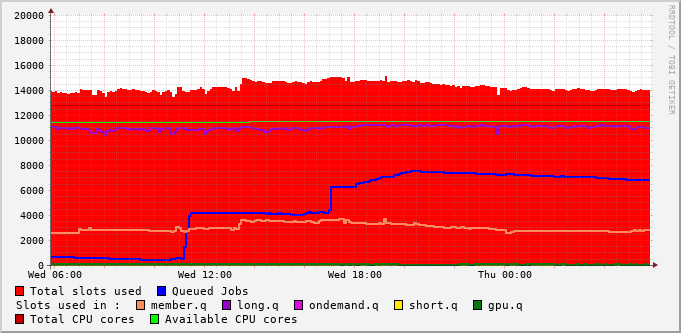 20000
18000
16000
14000
12000
10000
8000
6000
4000
2000
0
Wed 06:00 Wed 12:00 Wed 18:00 Thu 00:00
RRDTOOL / TOBI OETIKER
Total slots used Queued Jobs
Slots used in : member.q long.q ondemand.q short.q gpu.q
Total CPU cores Available CPU cores